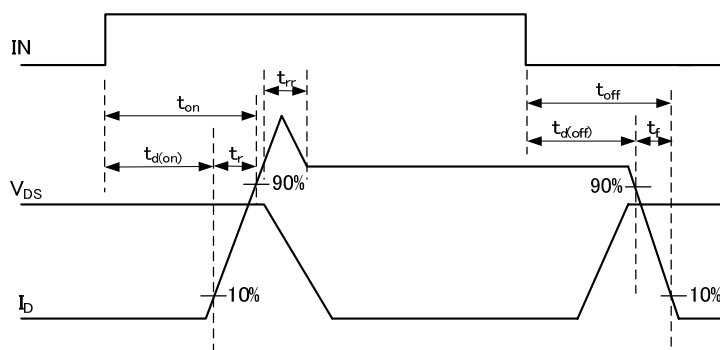 IN
trr
ton
toff
td(on)
tr
td(off)
tf
90%
90%
VDS
10%
10%
ID